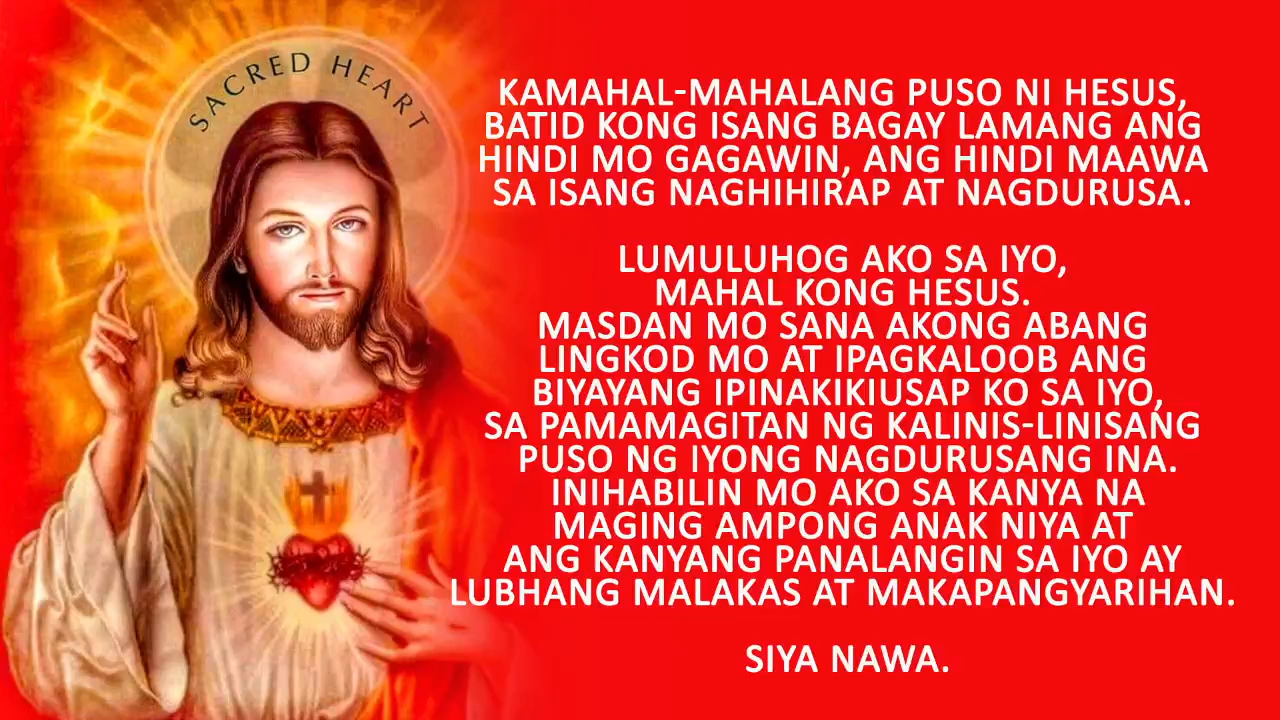 SACRED HEART
KAMAHAL-MAHALANG PUSO NI HESUS,
BATID KONG ISANG BAGAY LAMANG ANG
HINDI MO GAGAWIN, ANG HINDI MAAWA
SA ISANG NAGHIHIRAP AT NAGDURUSA.
LUMULUHOG AKO SA IYO,
MAHAL KONG HESUS.
MASDAN MO SANA AKONG ABANG
LINGKOD MO AT IPAGKALOOB ANG
BIYAYANG IPINAKIKIUSAP KO SA IYO,
SA PAMAMAGITAN NG KALINIS-LINISANG
PUSO NG IYONG NAGDURUSANG INA.
INIHABILIN MO AKO SA KANYA NA
MAGING AMPONG ANAK NIYA AT
ANG KANYANG PANALANGIN SA IYO AY
LUBHANG MALAKAS AT MAKAPANGYARIHAN.
SIYA NAWA.